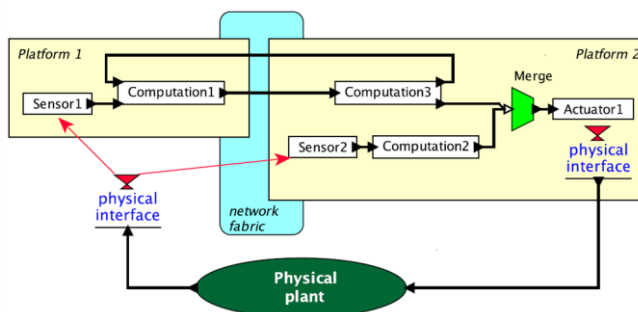 Platform 1
Platform 2
Merge
Computation1
Computation3
Sensor1
Actuator1
Sensor2
Computation2
physical
interface
physical
interface
network
fabric
Physical
plant